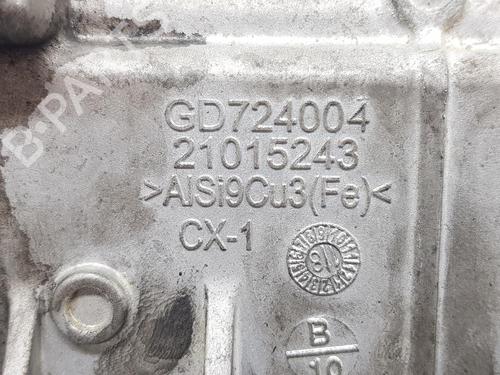 B-PARTS
GD724004
21015243
>AlSi9Cu3(Fe)<
CX-1
B
10